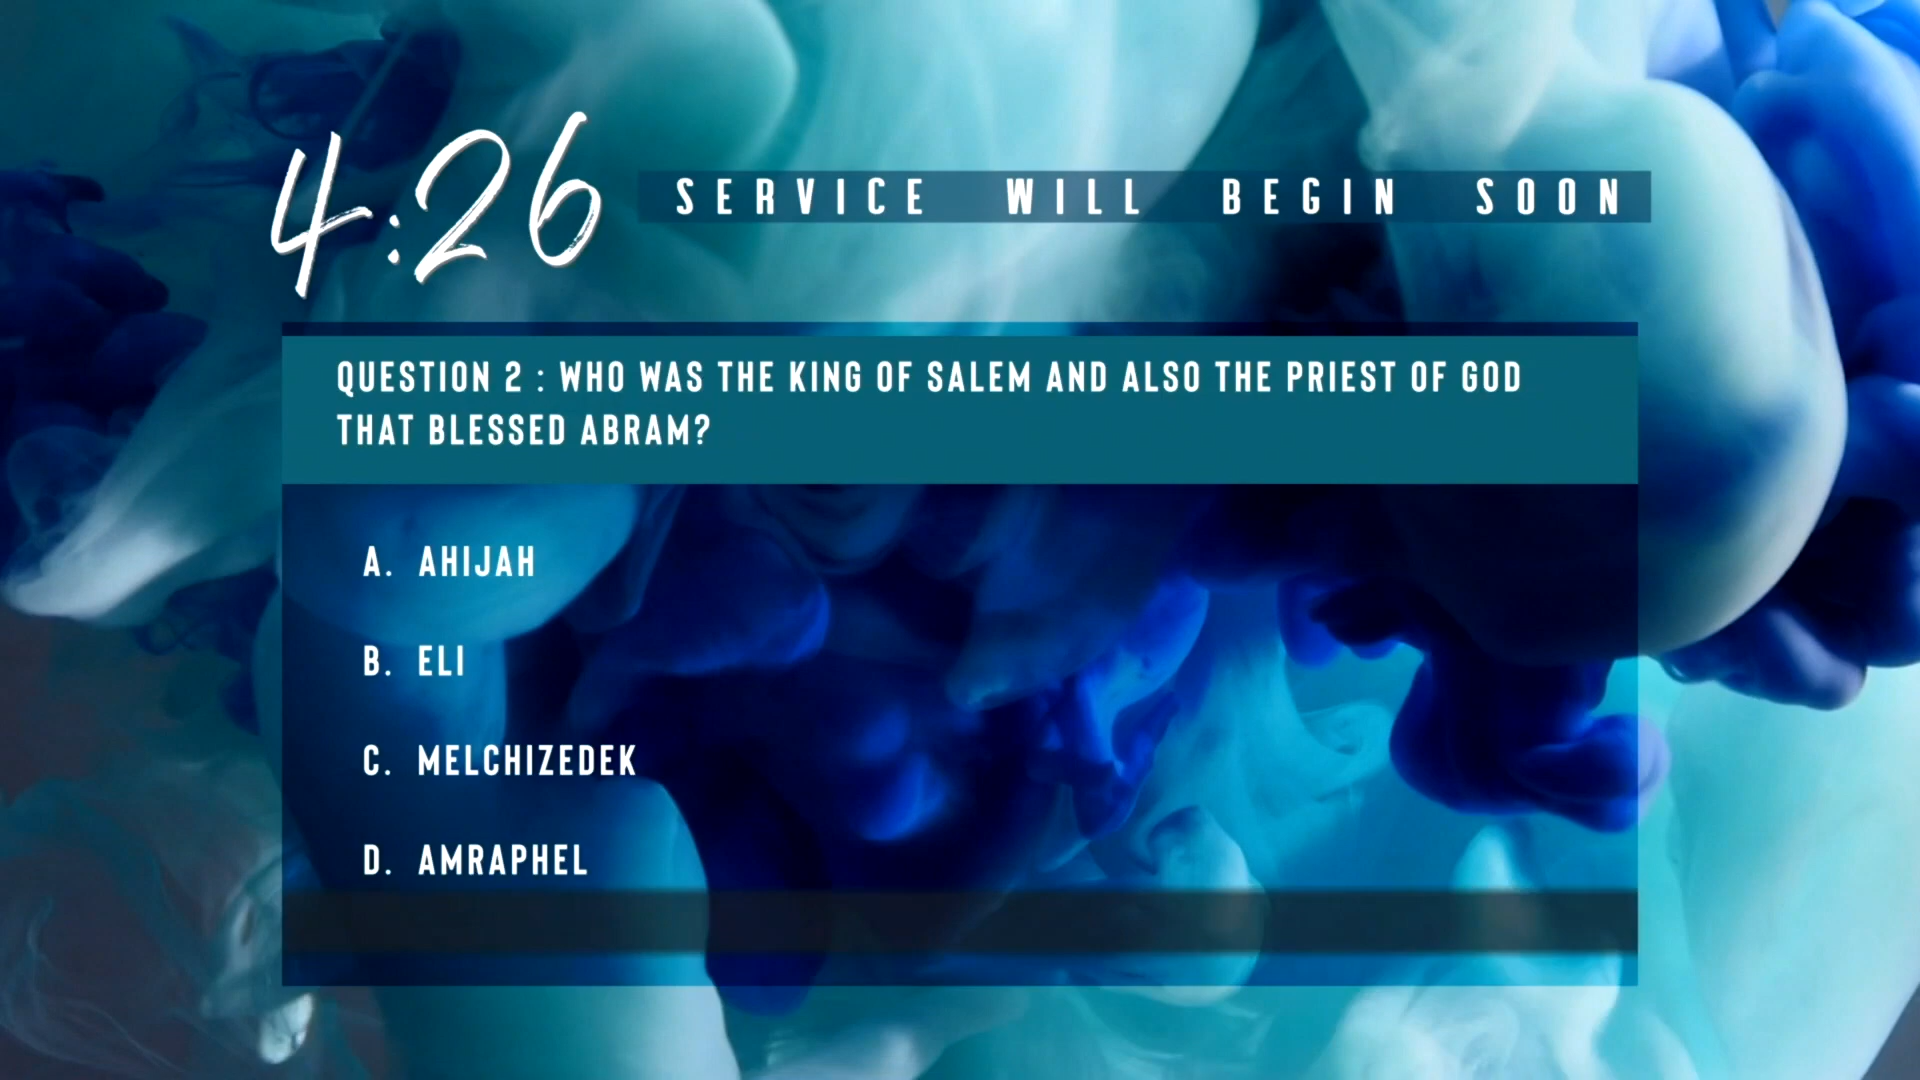 4:26
SERVICE WILL BEGIN SOON
QUESTION 2 : WHO WAS THE KING OF SALEM AND ALSO THE PRIEST OF GOD
THAT BLESSED ABRAM?
A. AHIJAH
B. ELI
C. MELCHIZEDEK
D. AMRAPHEL